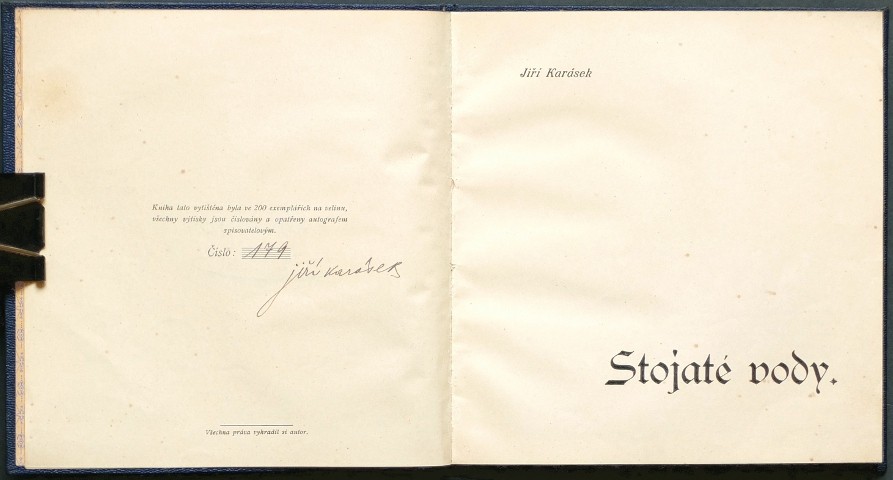 Kniha tato vytištěna byla ve 200 exemplářích na velinu,
všechny výtisky jsou číslovány a opatřeny autografem
spisovatelovým.
Číslo: 179
jiří karásek
Všechna práva vyhradil si autor.
Jiří Karásek
Stojaté vody.